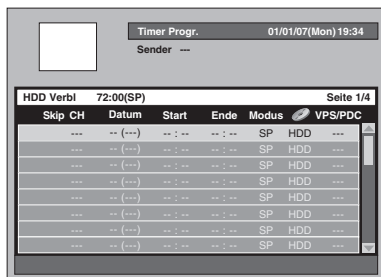 Timer Progr. 01/01/07(Mon) 19:34
Sender ---
HDD Verbl 72:00(SP) Seite 1/4
Skip CH Datum Start Ende Modus VPS/PDC
--- -- (---) -- : -- -- : -- SP HDD ---
--- -- (---) -- : -- -- : -- SP HDD ---
--- -- (---) -- : -- -- : -- SP HDD ---
--- -- (---) -- : -- -- : -- SP HDD ---
--- -- (---) -- : -- -- : -- SP HDD ---
--- -- (---) -- : -- -- : -- SP HDD ---
--- -- (---) -- : -- -- : -- SP HDD ---
--- -- (---) -- : -- -- : -- SP HDD ---